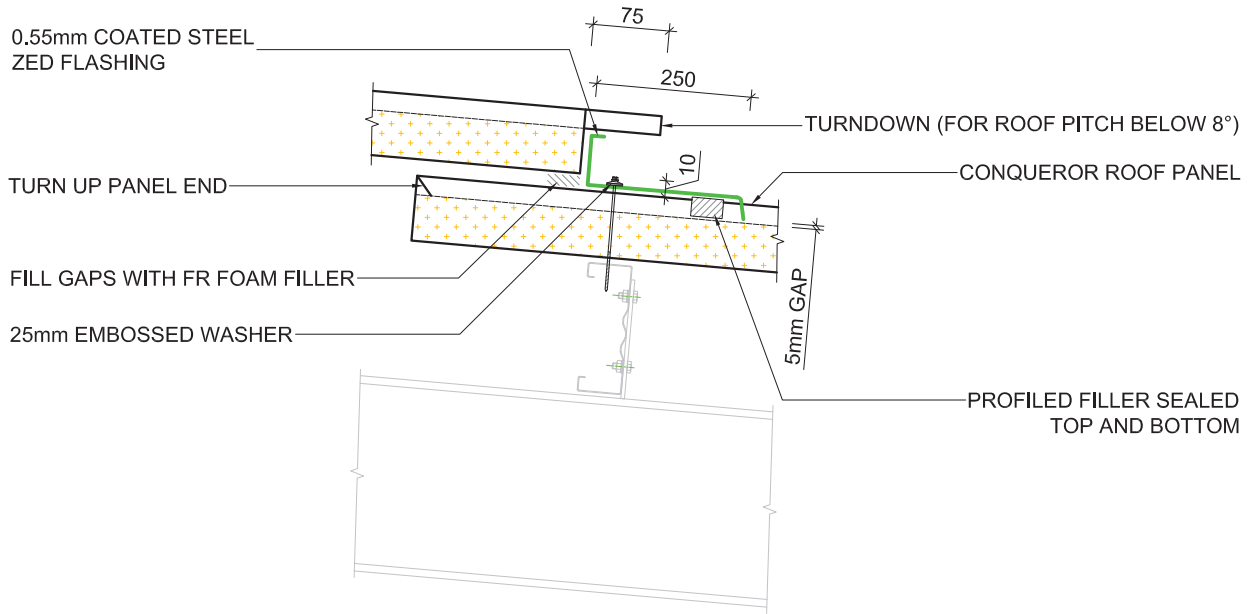 75
0.55mm COATED STEEL
ZED FLASHING
250
TURNDOWN (FOR ROOF PITCH BELOW 8°)
10
CONQUEROR ROOF PANEL
TURN UP PANEL END
FILL GAPS WITH FR FOAM FILLER
5mm GAP
25mm EMBOSSED WASHER
PROFILED FILLER SEALED
TOP AND BOTTOM